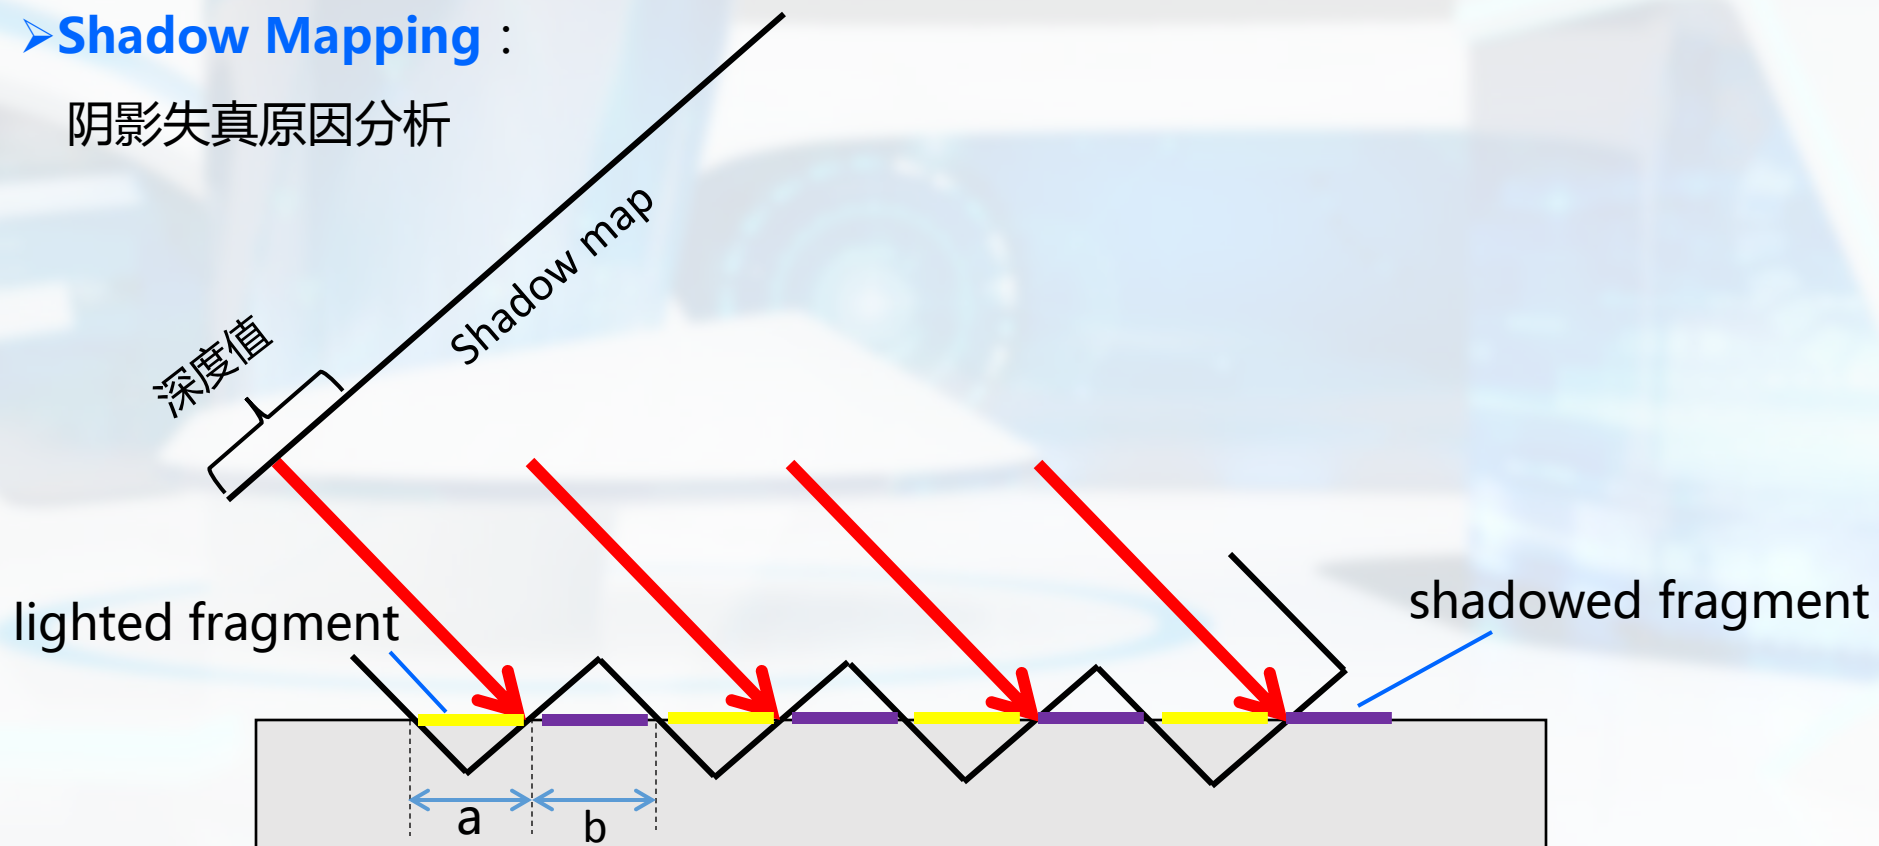 ➢Shadow Mapping：
阴影失真原因分析
Shadow map
深度值
lighted fragment
shadowed fragment
a
b